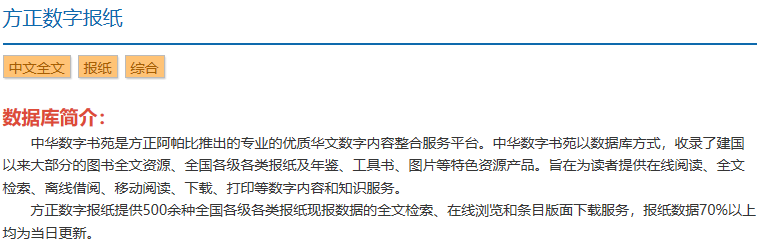 方正数字报纸
中文全文 报纸 综合
数据库简介：
中华数字书苑是方正阿帕比推出的专业的优质华文数字内容整合服务平台。中华数字书苑以数据库方式，收录了建国
以来大部分的图书全文资源、全国各级各类报纸及年鉴、工具书、图片等特色资源产品。旨在为读者提供在线阅读、全文
检索、离线借阅、移动阅读、下载、打印等数字内容和知识服务。
方正数字报纸提供500余种全国各级各类报纸现报数据的全文检索、在线浏览和条目版面下载服务，报纸数据70%以上
均为当日更新。